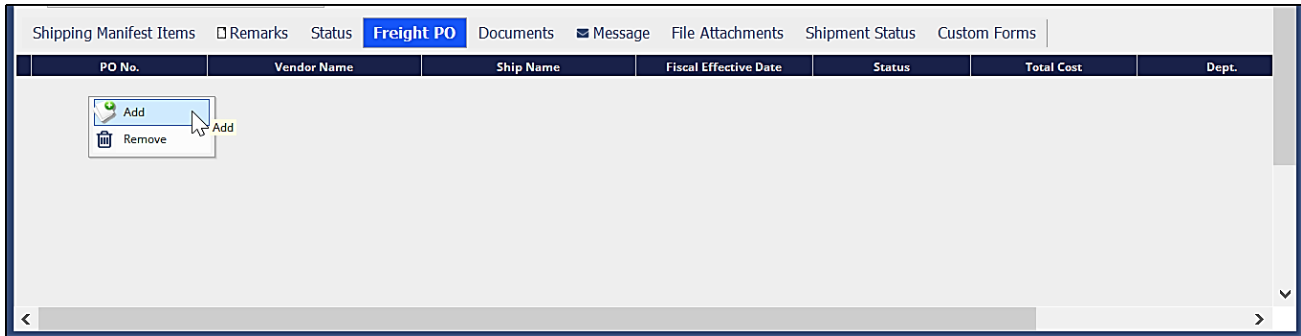 Shipping Manifest Items Remarks Status Freight PO Documents Message File Attachments Shipment Status Custom Forms
PO No. Vendor Name Ship Name Fiscal Effective Date Status Total Cost Dept.
Add
Add
Remove